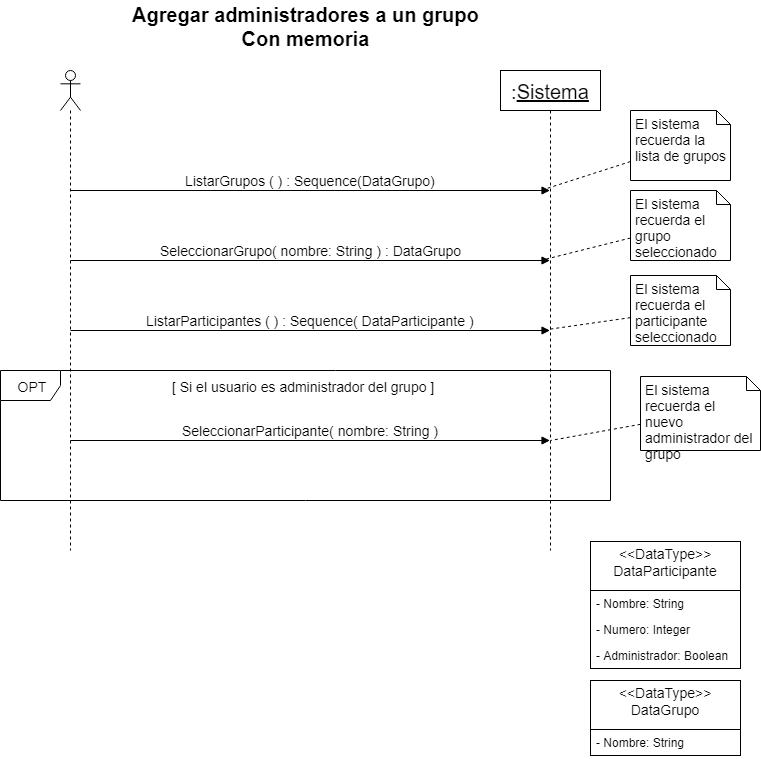 Agregar administradores a un grupo
Con memoria
:Sistema
El sistema
recuerda la
lista de grupos
ListarGrupos ( ) : Sequence(DataGrupo)
El sistema
recuerda el
grupo
seleccionado
SeleccionarGrupo( nombre: String ) : DataGrupo
El sistema
recuerda el
participante
seleccionado
ListarParticipantes ( ) : Sequence( DataParticipante )
OPT
[ Si el usuario es administrador del grupo ]
El sistema
recuerda el
nuevo
administrador del
grupo
SeleccionarParticipante( nombre: String )
<<DataType>>
DataParticipante
- Nombre: String
- Numero: Integer
- Administrador: Boolean
<<DataType>>
DataGrupo
- Nombre: String